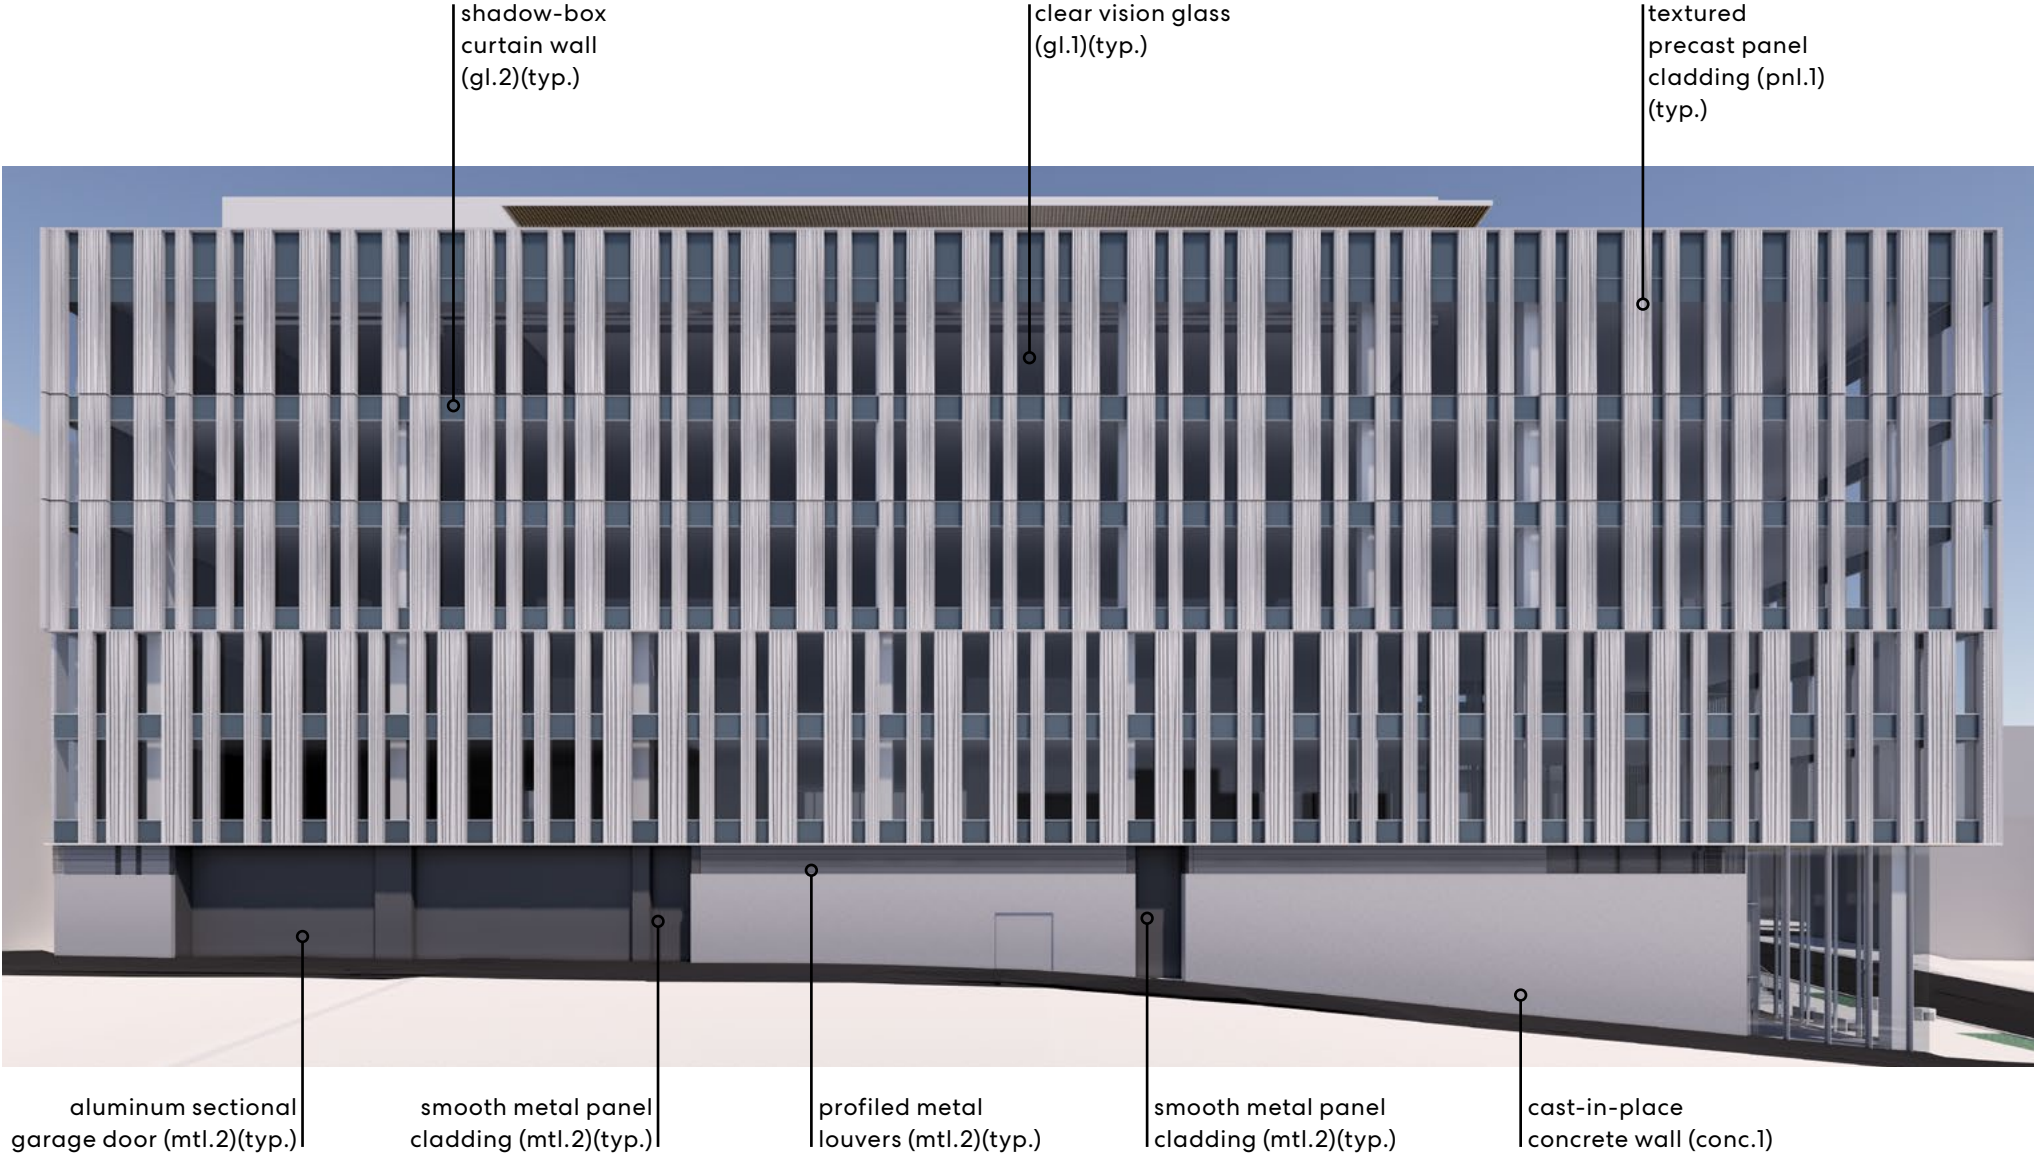 shadow-box
curtain wall
(gl.2)(typ.)
clear vision glass
(gl.1)(typ.)
textured
precast panel
cladding (pnl.1)
(typ.)
aluminum sectional
garage door (mtl.2)(typ.)
smooth metal panel
cladding (mtl.2)(typ.)
profiled metal
louvers (mtl.2)(typ.)
smooth metal panel
cladding (mtl.2)(typ.)
cast-in-place
concrete wall (conc.1)